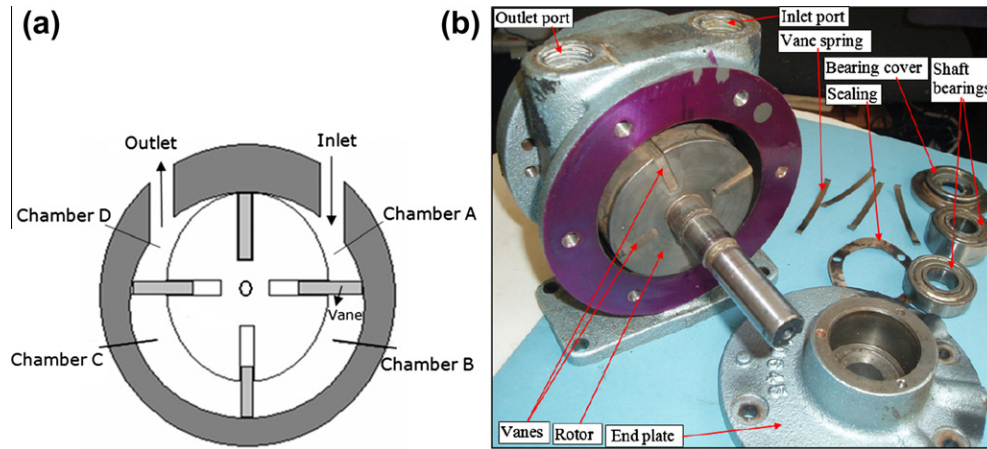 (a)
Outlet
Inlet
Chamber D
Chamber A
Vane
Chamber C
Chamber B
(b)
Outlet port
Inlet port
Vane spring
Bearing cover
Shaft
bearings
Sealing
Vanes
Rotor
End plate